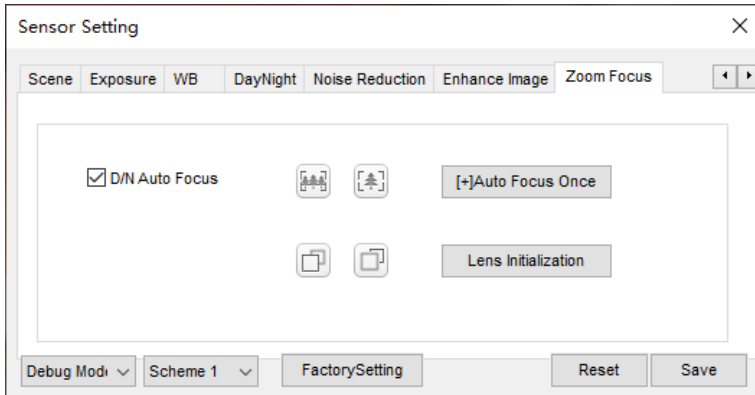 Sensor Setting
Scene Exposure WB DayNight Noise Reduction Enhance Image Zoom Focus
D/N Auto Focus [+]Auto Focus Once
Lens Initialization
Debug Mode Scheme 1 FactorySetting Reset Save